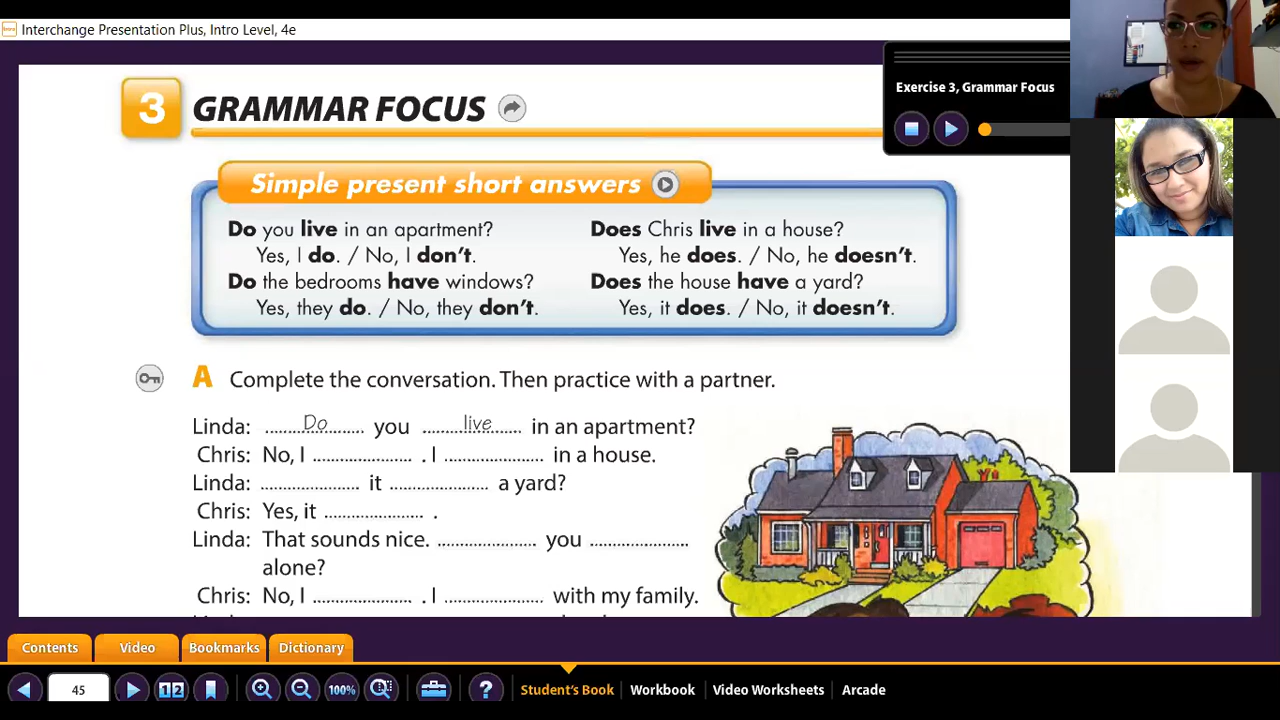 Interchange Presentation Plus, Intro Level, 4e
Exercise 3, Grammar Focus
3 GRAMMAR FOCUS
Simple present short answers
Do you live in an apartment?
Yes, I do. / No, I don't.
Do the bedrooms have windows?
Yes, they do. / No, they don't.
Does Chris live in a house?
Yes, he does. / No, he doesn't.
Does the house have a yard?
Yes, it does. / No, it doesn't.
A Complete the conversation. Then practice with a partner.
Linda: Do you live in an apartment?
Chris: No, I .................... . I .................... in a house.
Linda: .................... it .................... a yard?
Chris: Yes, it .................... .
Linda: That sounds nice. .................... you ....................
alone?
Chris: No, I .................... . I .................... with my family.
Contents Video Bookmarks Dictionary
45 12 100% ? Student's Book Workbook Video Worksheets Arcade